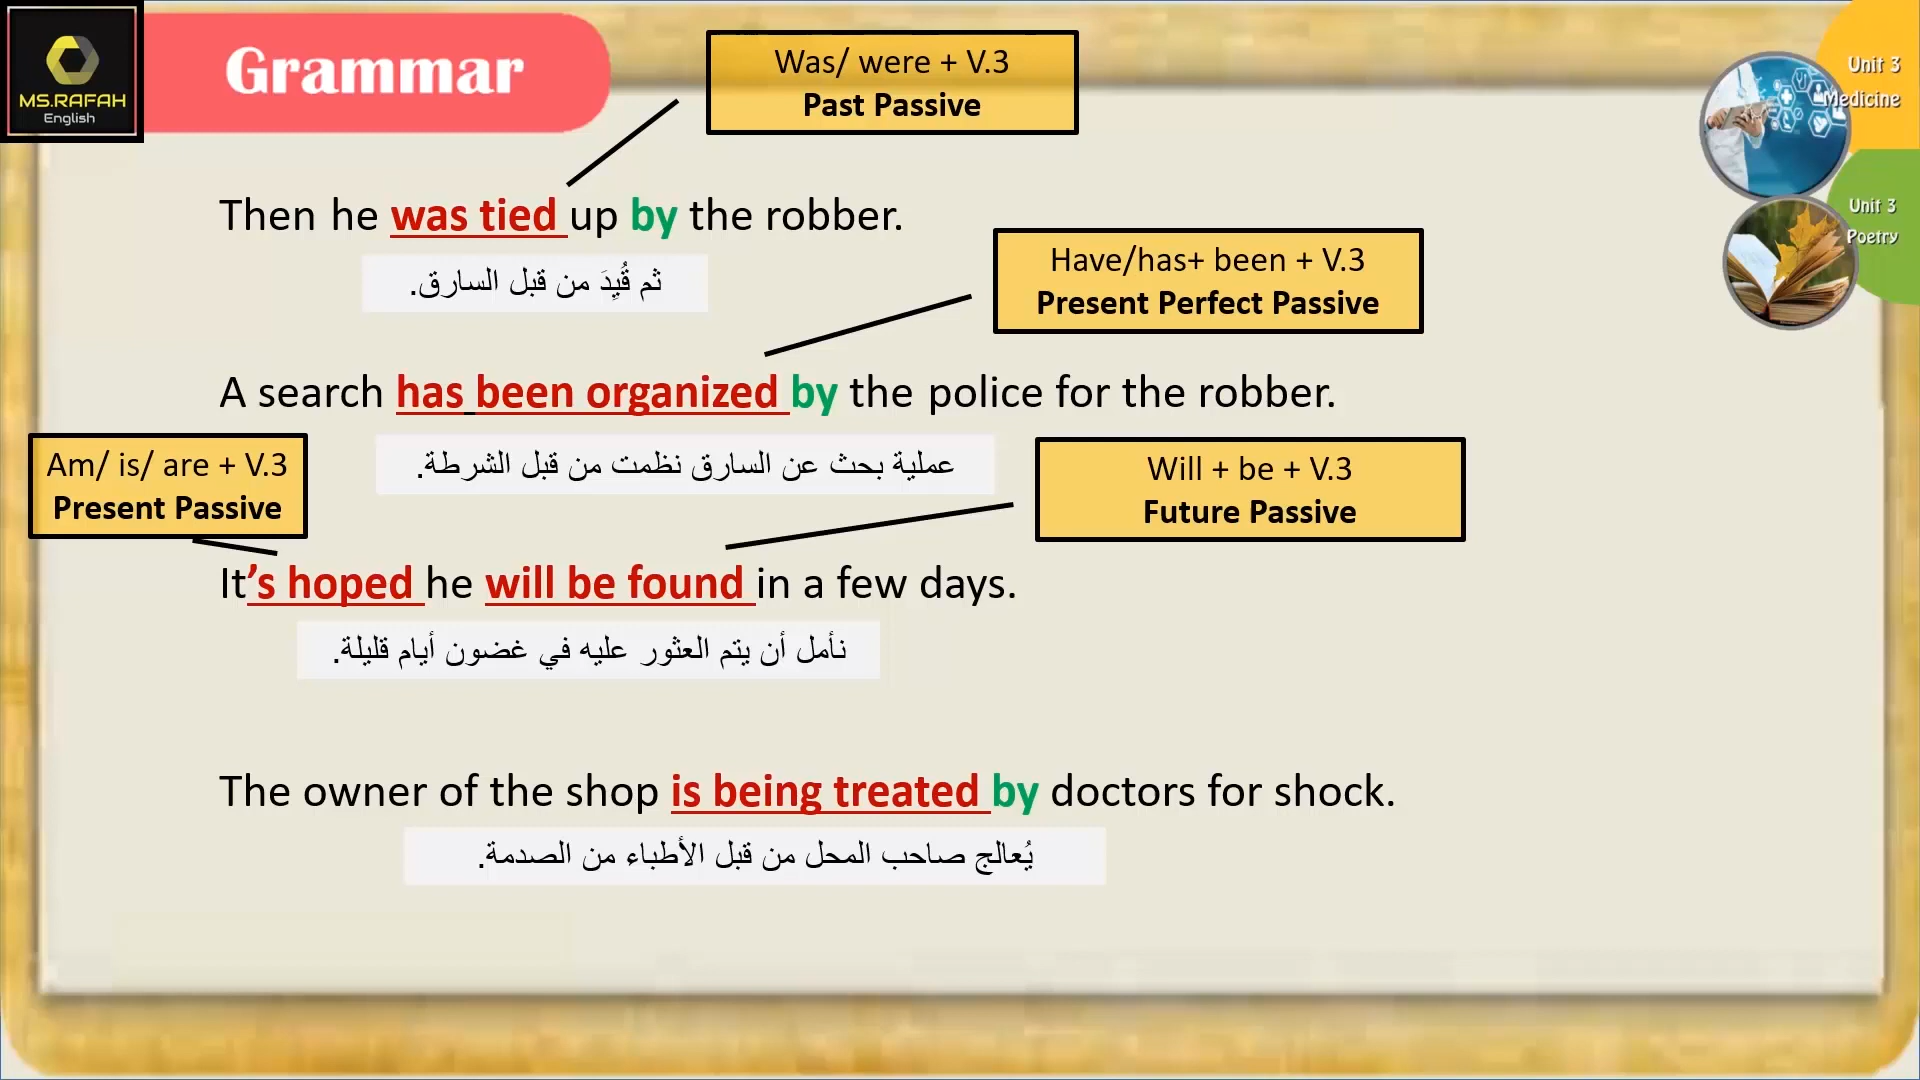 MS.RAFAH
English
Grammar
Was/ were + V.3
Past Passive
Unit 3
Medicine
Unit 3
Poetry
Then he was tied up by the robber.
ثم قُيِدَ من قبل السارق.
Have/has+ been + V.3
Present Perfect Passive
A search has been organized by the police for the robber.
عملية بحث عن السارق نظمت من قبل الشرطة.
Am/ is/ are + V.3
Present Passive
Will + be + V.3
Future Passive
It’s hoped he will be found in a few days.
نأمل أن يتم العثور عليه في غضون أيام قليلة.
The owner of the shop is being treated by doctors for shock.
يُعالج صاحب المحل من قبل الأطباء من الصدمة.